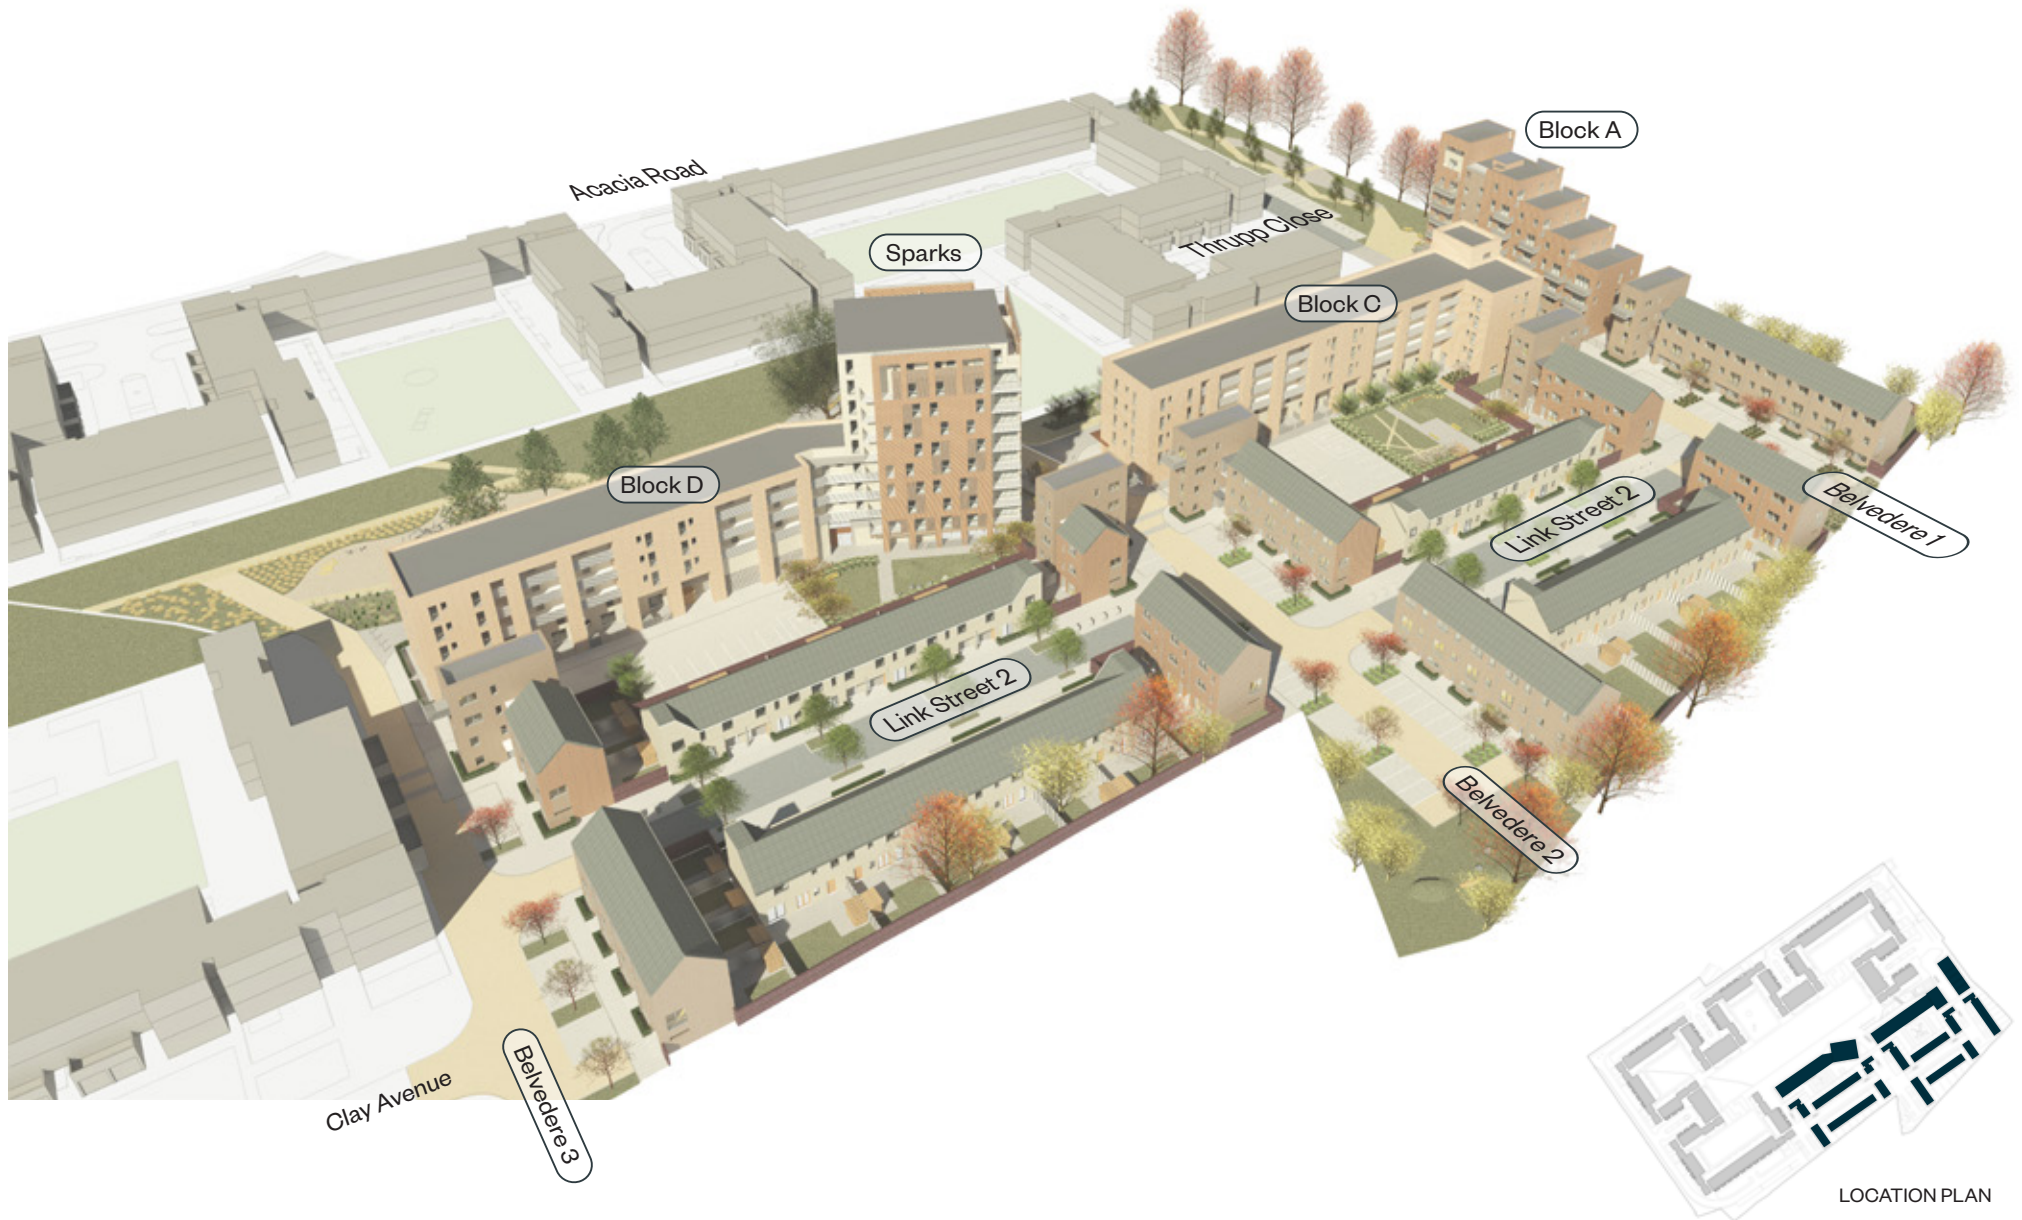 Block A
Acacia Road
Thrupp Close
Sparks
Block C
Block D
Link Street 2
Belvedere 1
Link Street 2
Belvedere 2
Clay Avenue
Belvedere 3
LOCATION PLAN